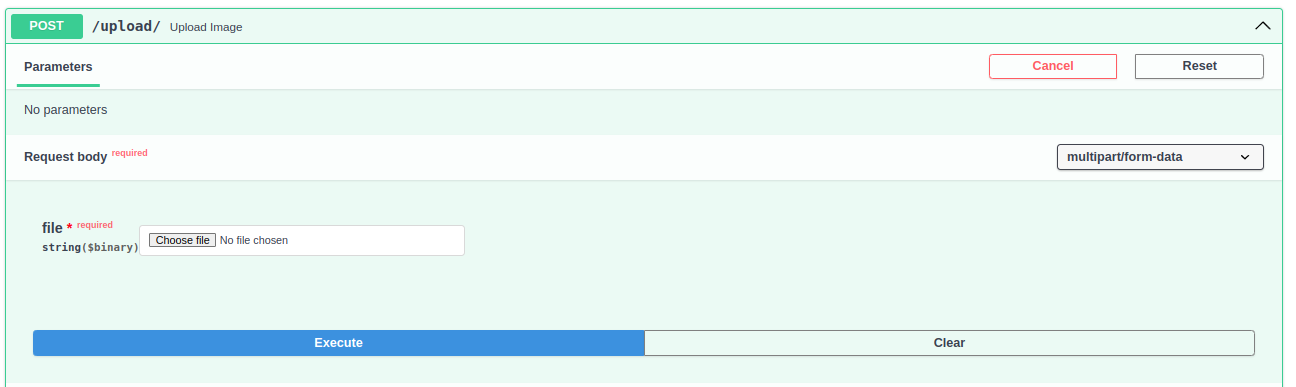 POST /upload/ Upload Image
Parameters Cancel Reset
No parameters
Request body required multipart/form-data
file * required
string($binary) Choose file No file chosen
Execute Clear